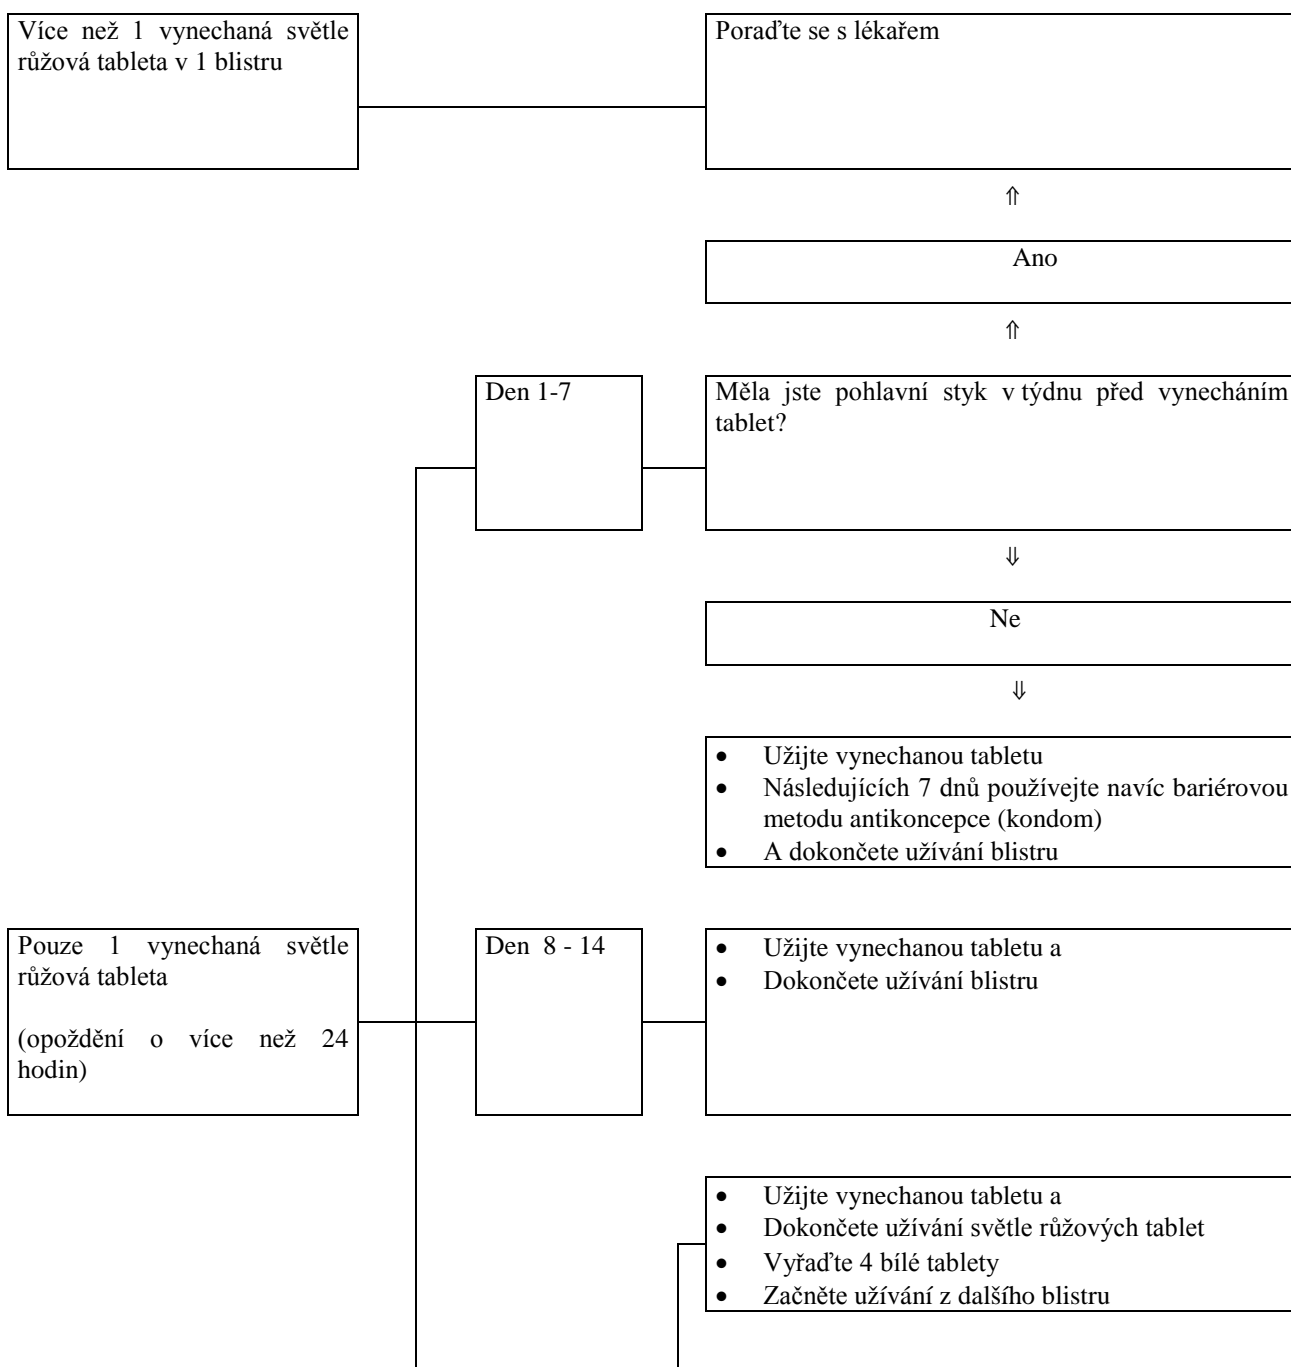 Více než 1 vynechaná světle
růžová tableta v 1 blistru
Poraďte se s lékařem
⇑
Ano
⇑
Den 1-7
Měla jste pohlavní styk v týdnu před vynecháním
tablet?
⇓
Ne
⇓
• Užijte vynechanou tabletu
• Následujících 7 dnů používejte navíc bariérovou
metodu antikoncepce (kondom)
• A dokončete užívání blistru
Pouze 1 vynechaná světle
růžová tableta
(opoždění o více než 24
hodin)
Den 8 - 14
• Užijte vynechanou tabletu a
• Dokončete užívání blistru
• Užijte vynechanou tabletu a
• Dokončete užívání světle růžových tablet
• Vyřaďte 4 bílé tablety
• Začněte užívání z dalšího blistru